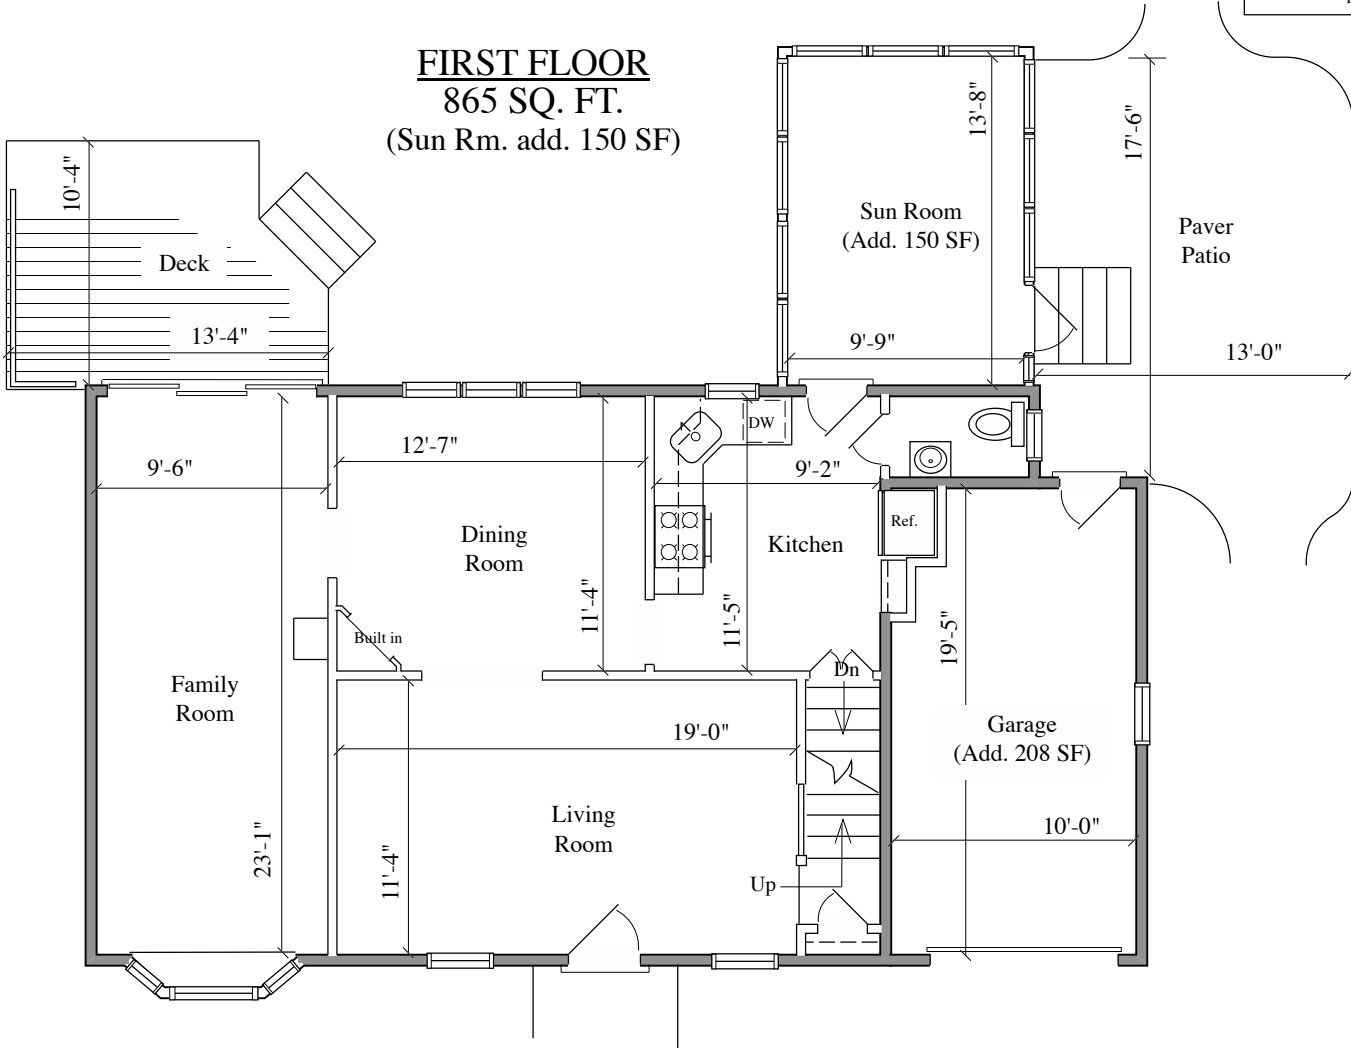 FIRST FLOOR
865 SQ. FT.
(Sun Rm. add. 150 SF)
13'-8"
17'-6"
10'-4"
Sun Room
(Add. 150 SF)
Paver
Patio
Deck
13'-4"
9'-9"
13'-0"
DW
12'-7"
9'-6"
9'-2"
Ref.
Dining
Room
Kitchen
11'-4"
11'-5"
19'-5"
Built in
Dn
Family
Room
19'-0"
Garage
(Add. 208 SF)
Living
Room
10'-0"
23'-1"
11'-4"
Up